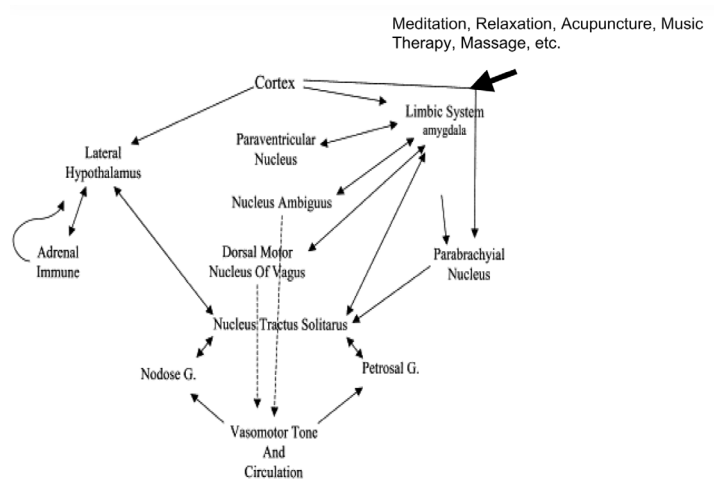 Meditation, Relaxation, Acupuncture, Music
Therapy, Massage, etc.
Cortex
Limbic System
amygdala
Paraventricular
Nucleus
Lateral
Hypothalamus
Nucleus Ambiguus
Adrenal
Immune
Dorsal Motor
Nucleus Of Vagus
Parabrachyial
Nucleus
Nucleus Tractus Solitarus
Nodose G.
Petrosal G.
Vasomotor Tone
And
Circulation